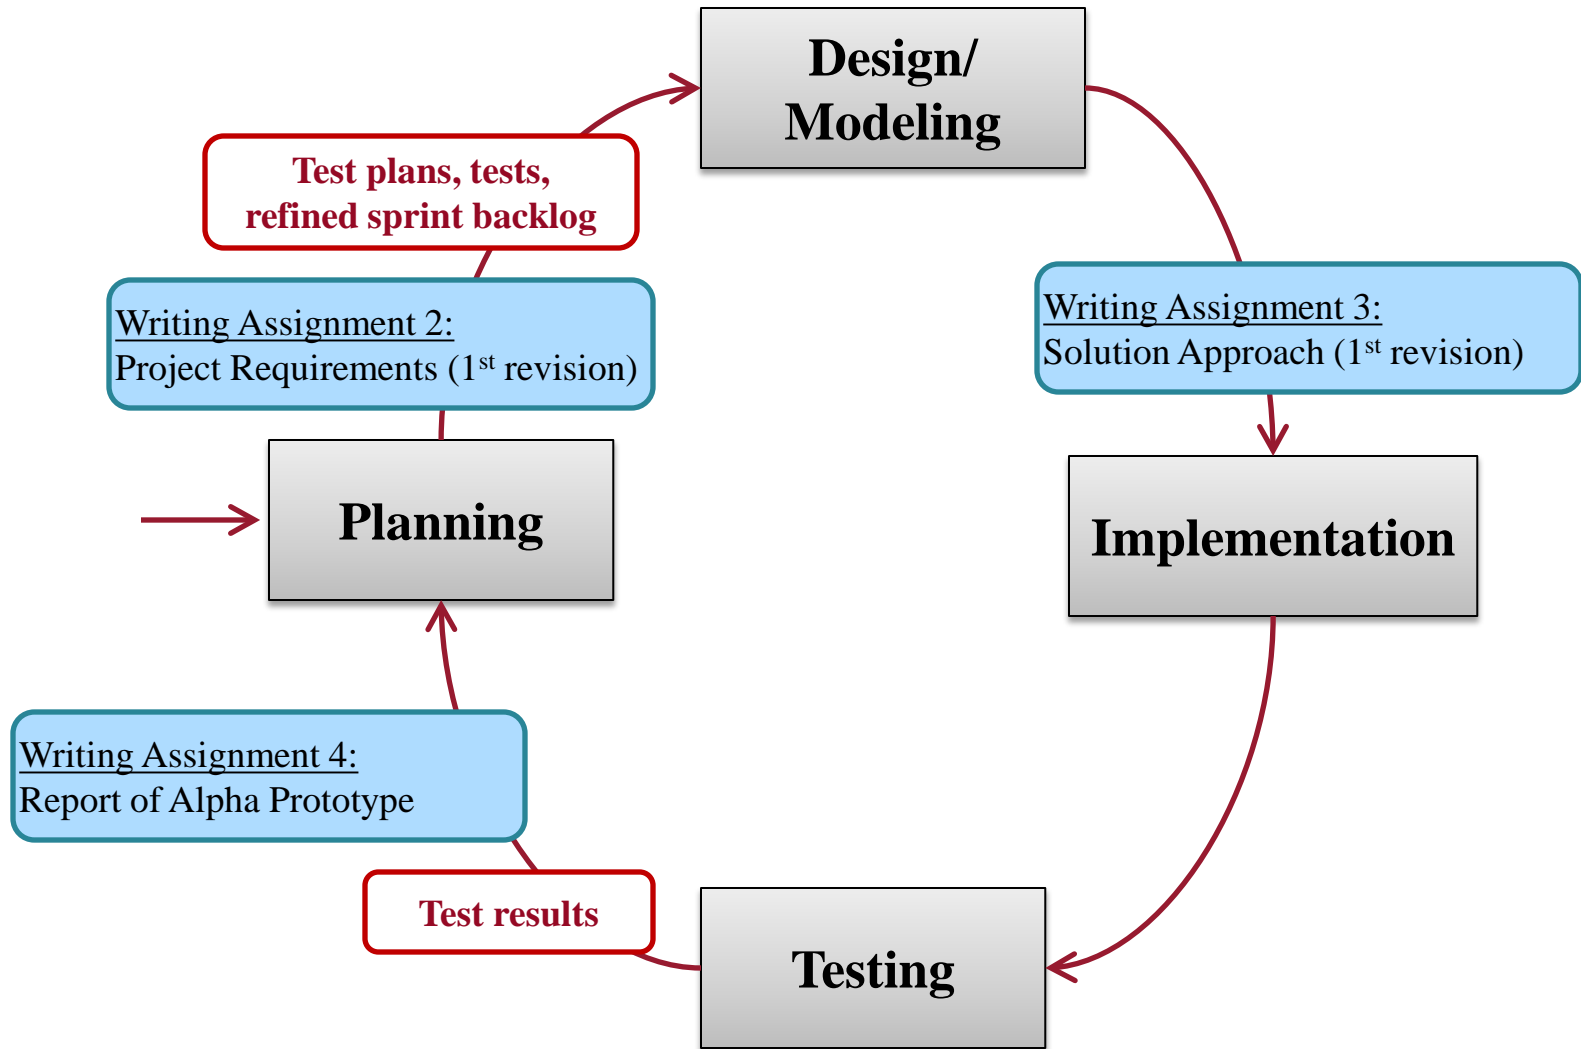 Design/
Modeling
Test plans, tests,
refined sprint backlog
Writing Assignment 2:
Project Requirements (1st revision)
Writing Assignment 3:
Solution Approach (1st revision)
Planning
Implementation
Writing Assignment 4:
Report of Alpha Prototype
Test results
Testing